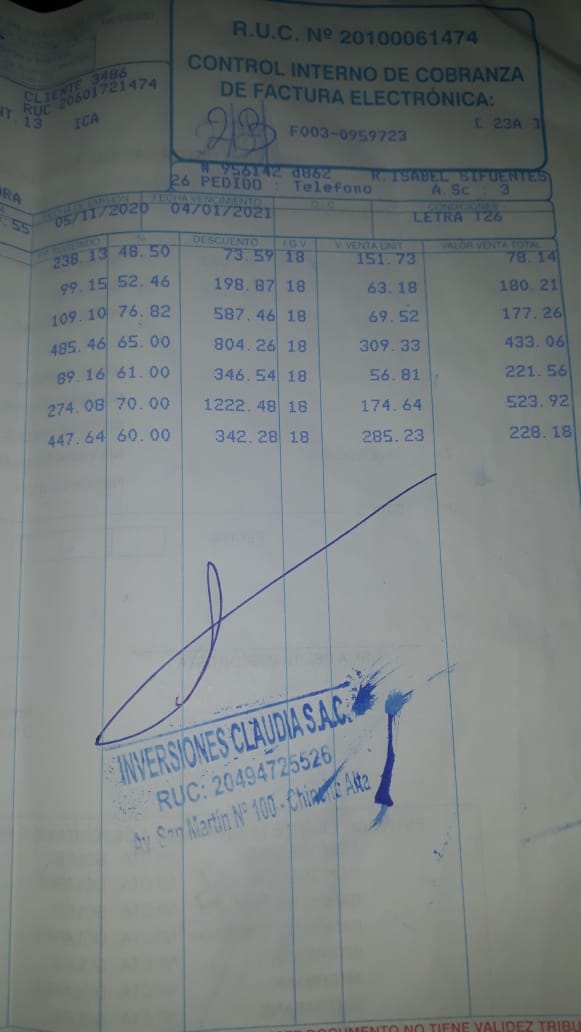 R.U.C. Nº 20100061474
CONTROL INTERNO DE COBRANZA
DE FACTURA ELECTRÓNICA:
F003-0959723 [ 23A ]
CLIENTE 3486
RUC 20601721474
NT. 13 ICA
N 956142 d862 R.ISABEL SIFUENTES
26 PEDIDO : Telefono A.Sc : 3
FECHA VENCIMIENTO CONDICIONES
05/11/2020 04/01/2021 LETRA T26
DESCUENTO I.G.V V.VENTA UNIT. VALOR VENTA TOTAL
238.13 48.50 73.59 18 151.73 78.14
99.15 52.46 198.87 18 63.18 180.21
109.10 76.82 587.46 18 69.52 177.26
485.46 65.00 804.26 18 309.33 433.06
89.16 61.00 346.54 18 56.81 221.56
274.08 70.00 1222.48 18 174.64 523.92
447.64 60.00 342.28 18 285.23 228.18
INVERSIONES CLAUDIA S.A.C.
RUC: 20494725526
Av. San Martín Nº 100 - Chincha Alta
DOCUMENTO NO TIENE VALIDEZ TRIBU